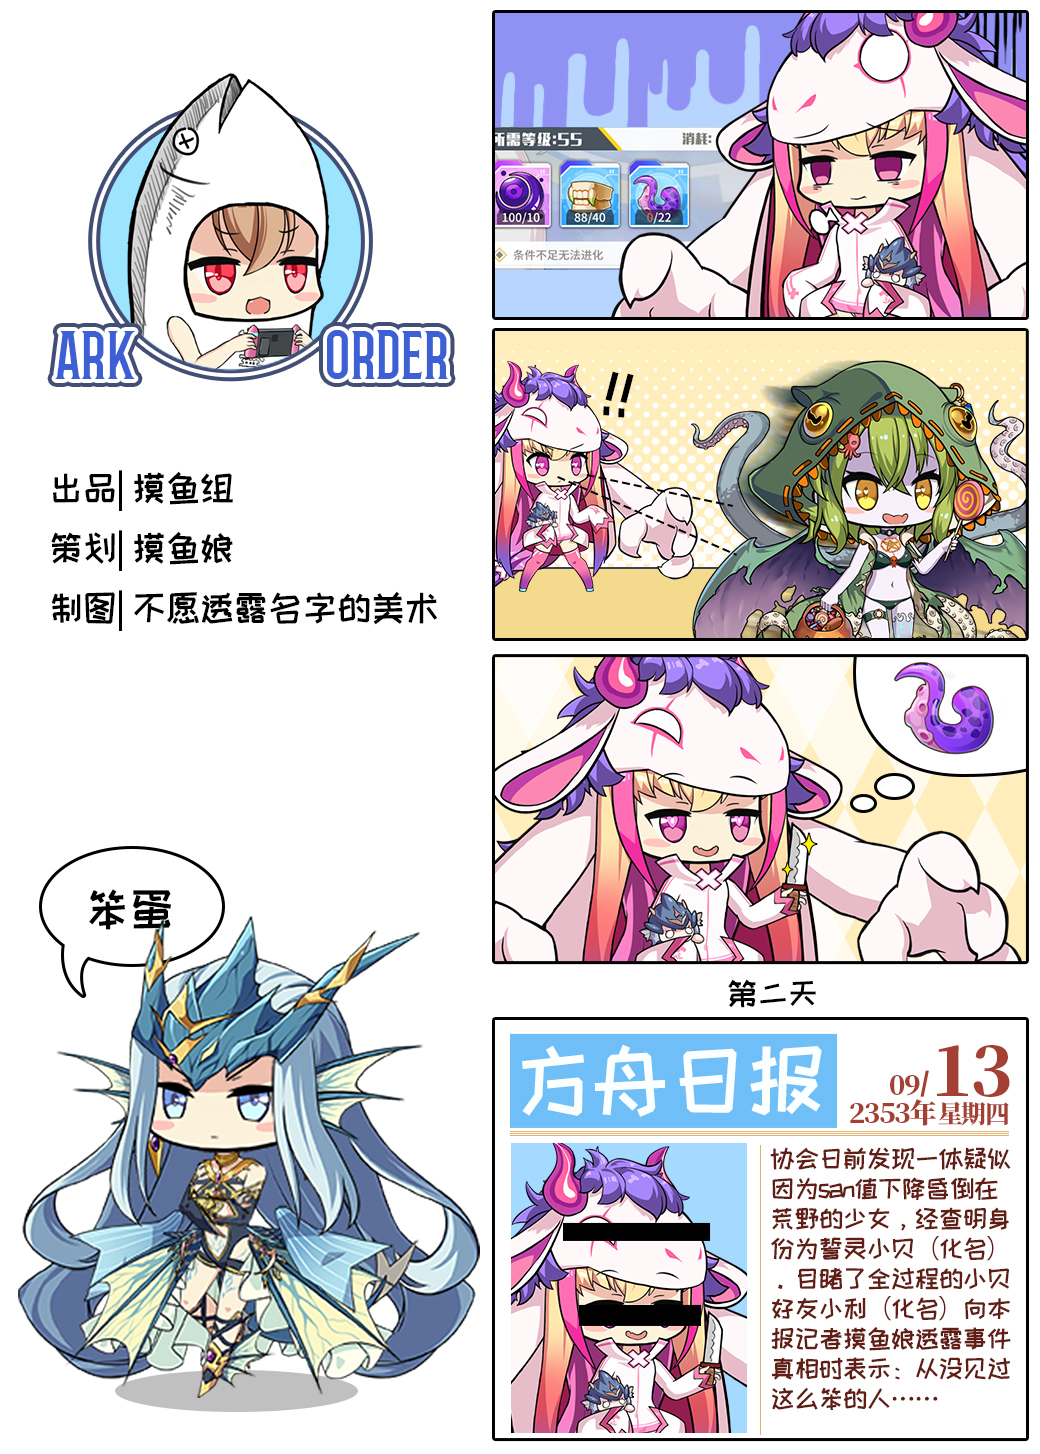 ARK ORDER
出品|摸鱼组
策划|摸鱼娘
制图|不愿透露名字的美术
笨蛋
所需等级:55
消耗:
100/10
88/40
0/22
条件不足无法进化
!!
第二天
方舟日报
09/13
2353年 星期四
协会日前发现一体疑似
因为san值下降昏倒在
荒野的少女，经查明身
份为誓灵小贝（化名）
．目睹了全过程的小贝
好友小利（化名）向本
报记者摸鱼娘透露事件
真相时表示：从没见过
这么笨的人……